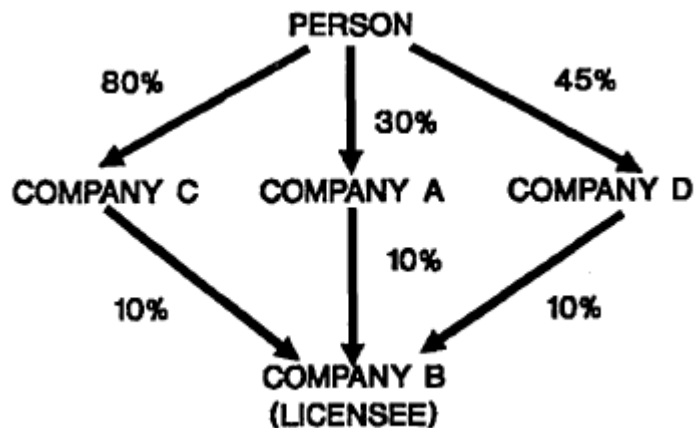 PERSON
80%
45%
30%
COMPANY C
COMPANY A
COMPANY D
10%
10%
10%
COMPANY B
(LICENSEE)